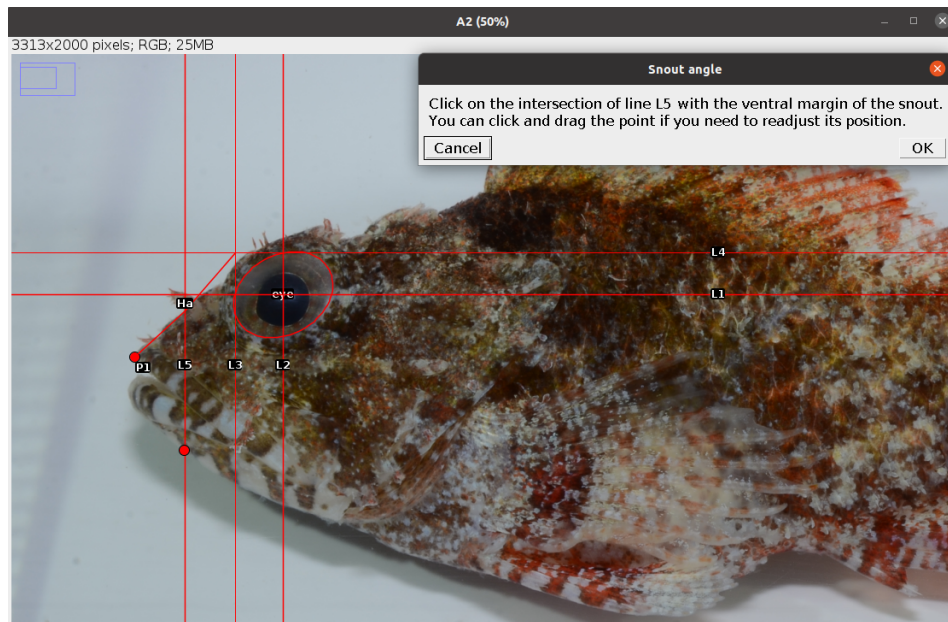 A2 (50%)
3313x2000 pixels; RGB; 25MB
Snout angle
Click on the intersection of line L5 with the ventral margin of the snout.
You can click and drag the point if you need to readjust its position.
Cancel
OK
L4
eye
L1
Ha
P1
L5
L3
L2